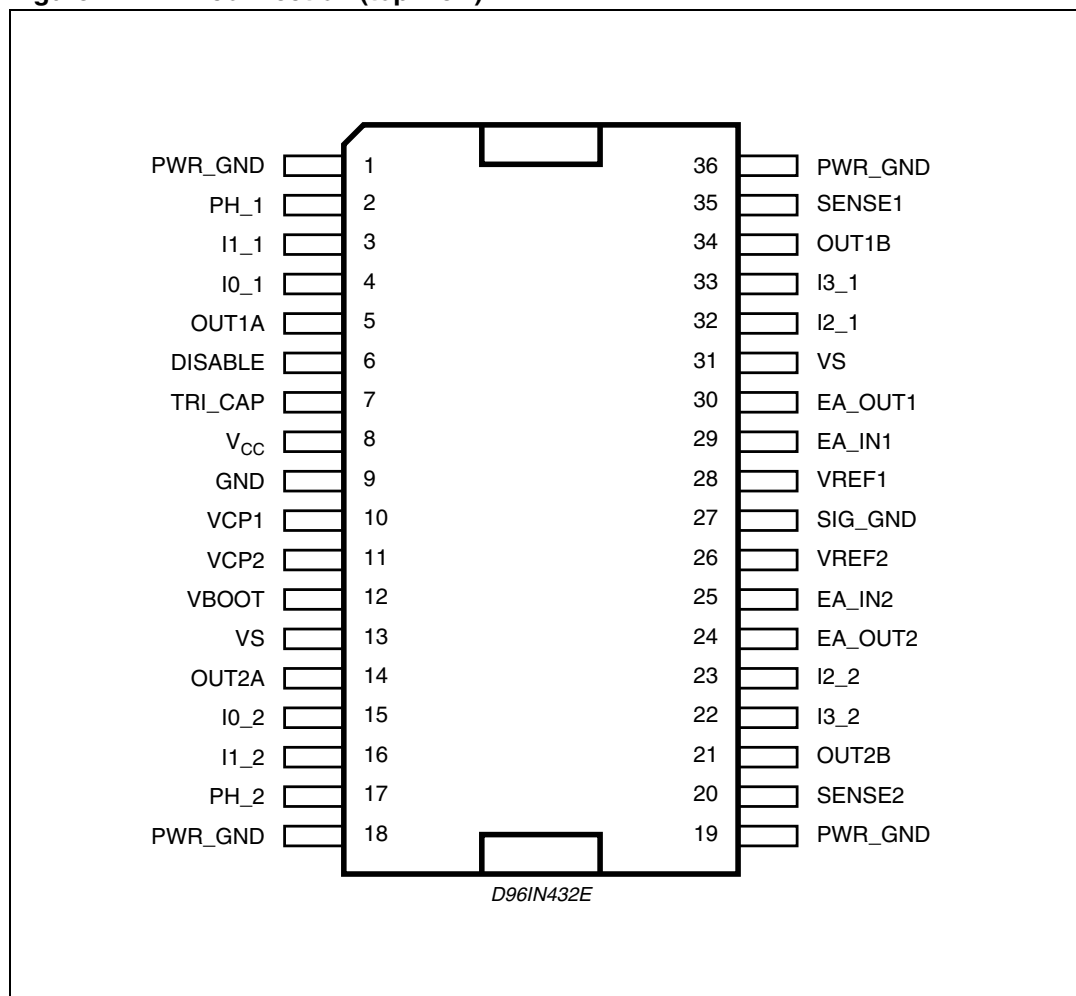 PWR_GND 1 36 PWR_GND
PH_1 2 35 SENSE1
I1_1 3 34 OUT1B
I0_1 4 33 I3_1
OUT1A 5 32 I2_1
DISABLE 6 31 VS
TRI_CAP 7 30 EA_OUT1
VCC 8 29 EA_IN1
GND 9 28 VREF1
VCP1 10 27 SIG_GND
VCP2 11 26 VREF2
VBOOT 12 25 EA_IN2
VS 13 24 EA_OUT2
OUT2A 14 23 I2_2
I0_2 15 22 I3_2
I1_2 16 21 OUT2B
PH_2 17 20 SENSE2
PWR_GND 18 19 PWR_GND
D96IN432E